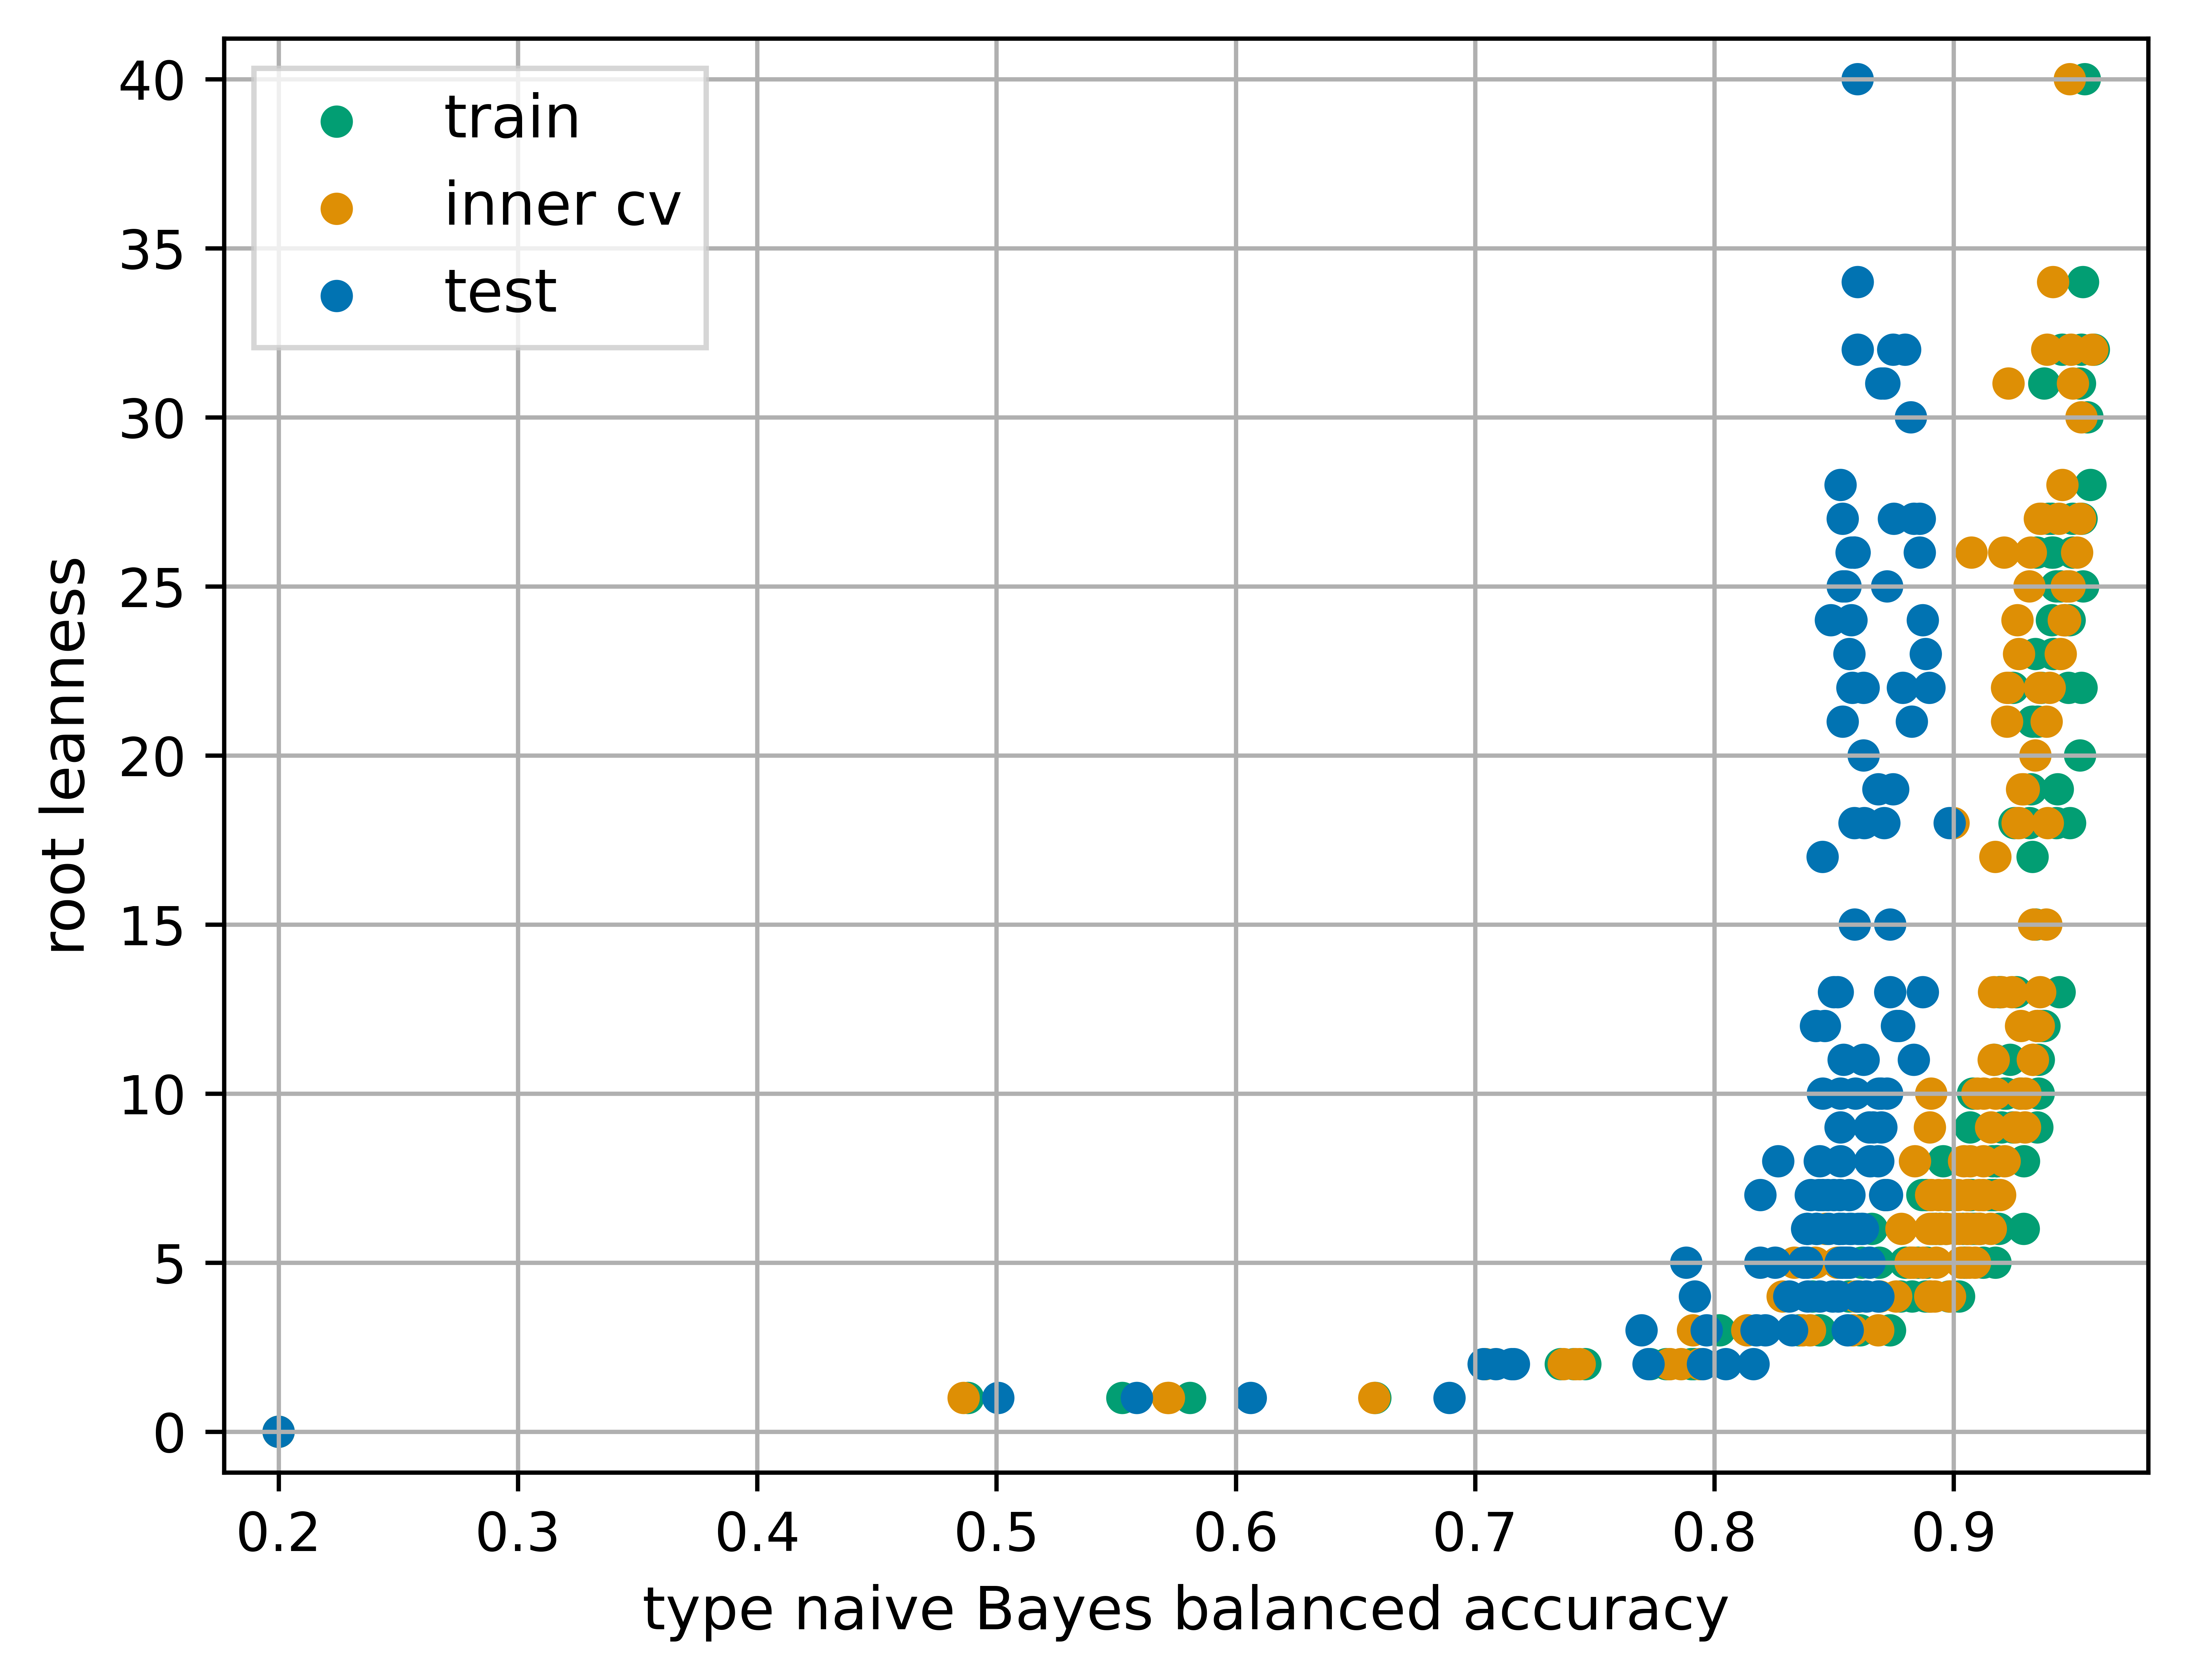 train
inner cv
test
40
35
30
25
20
15
10
5
0
root leanness
0.2 0.3 0.4 0.5 0.6 0.7 0.8 0.9
type naive Bayes balanced accuracy